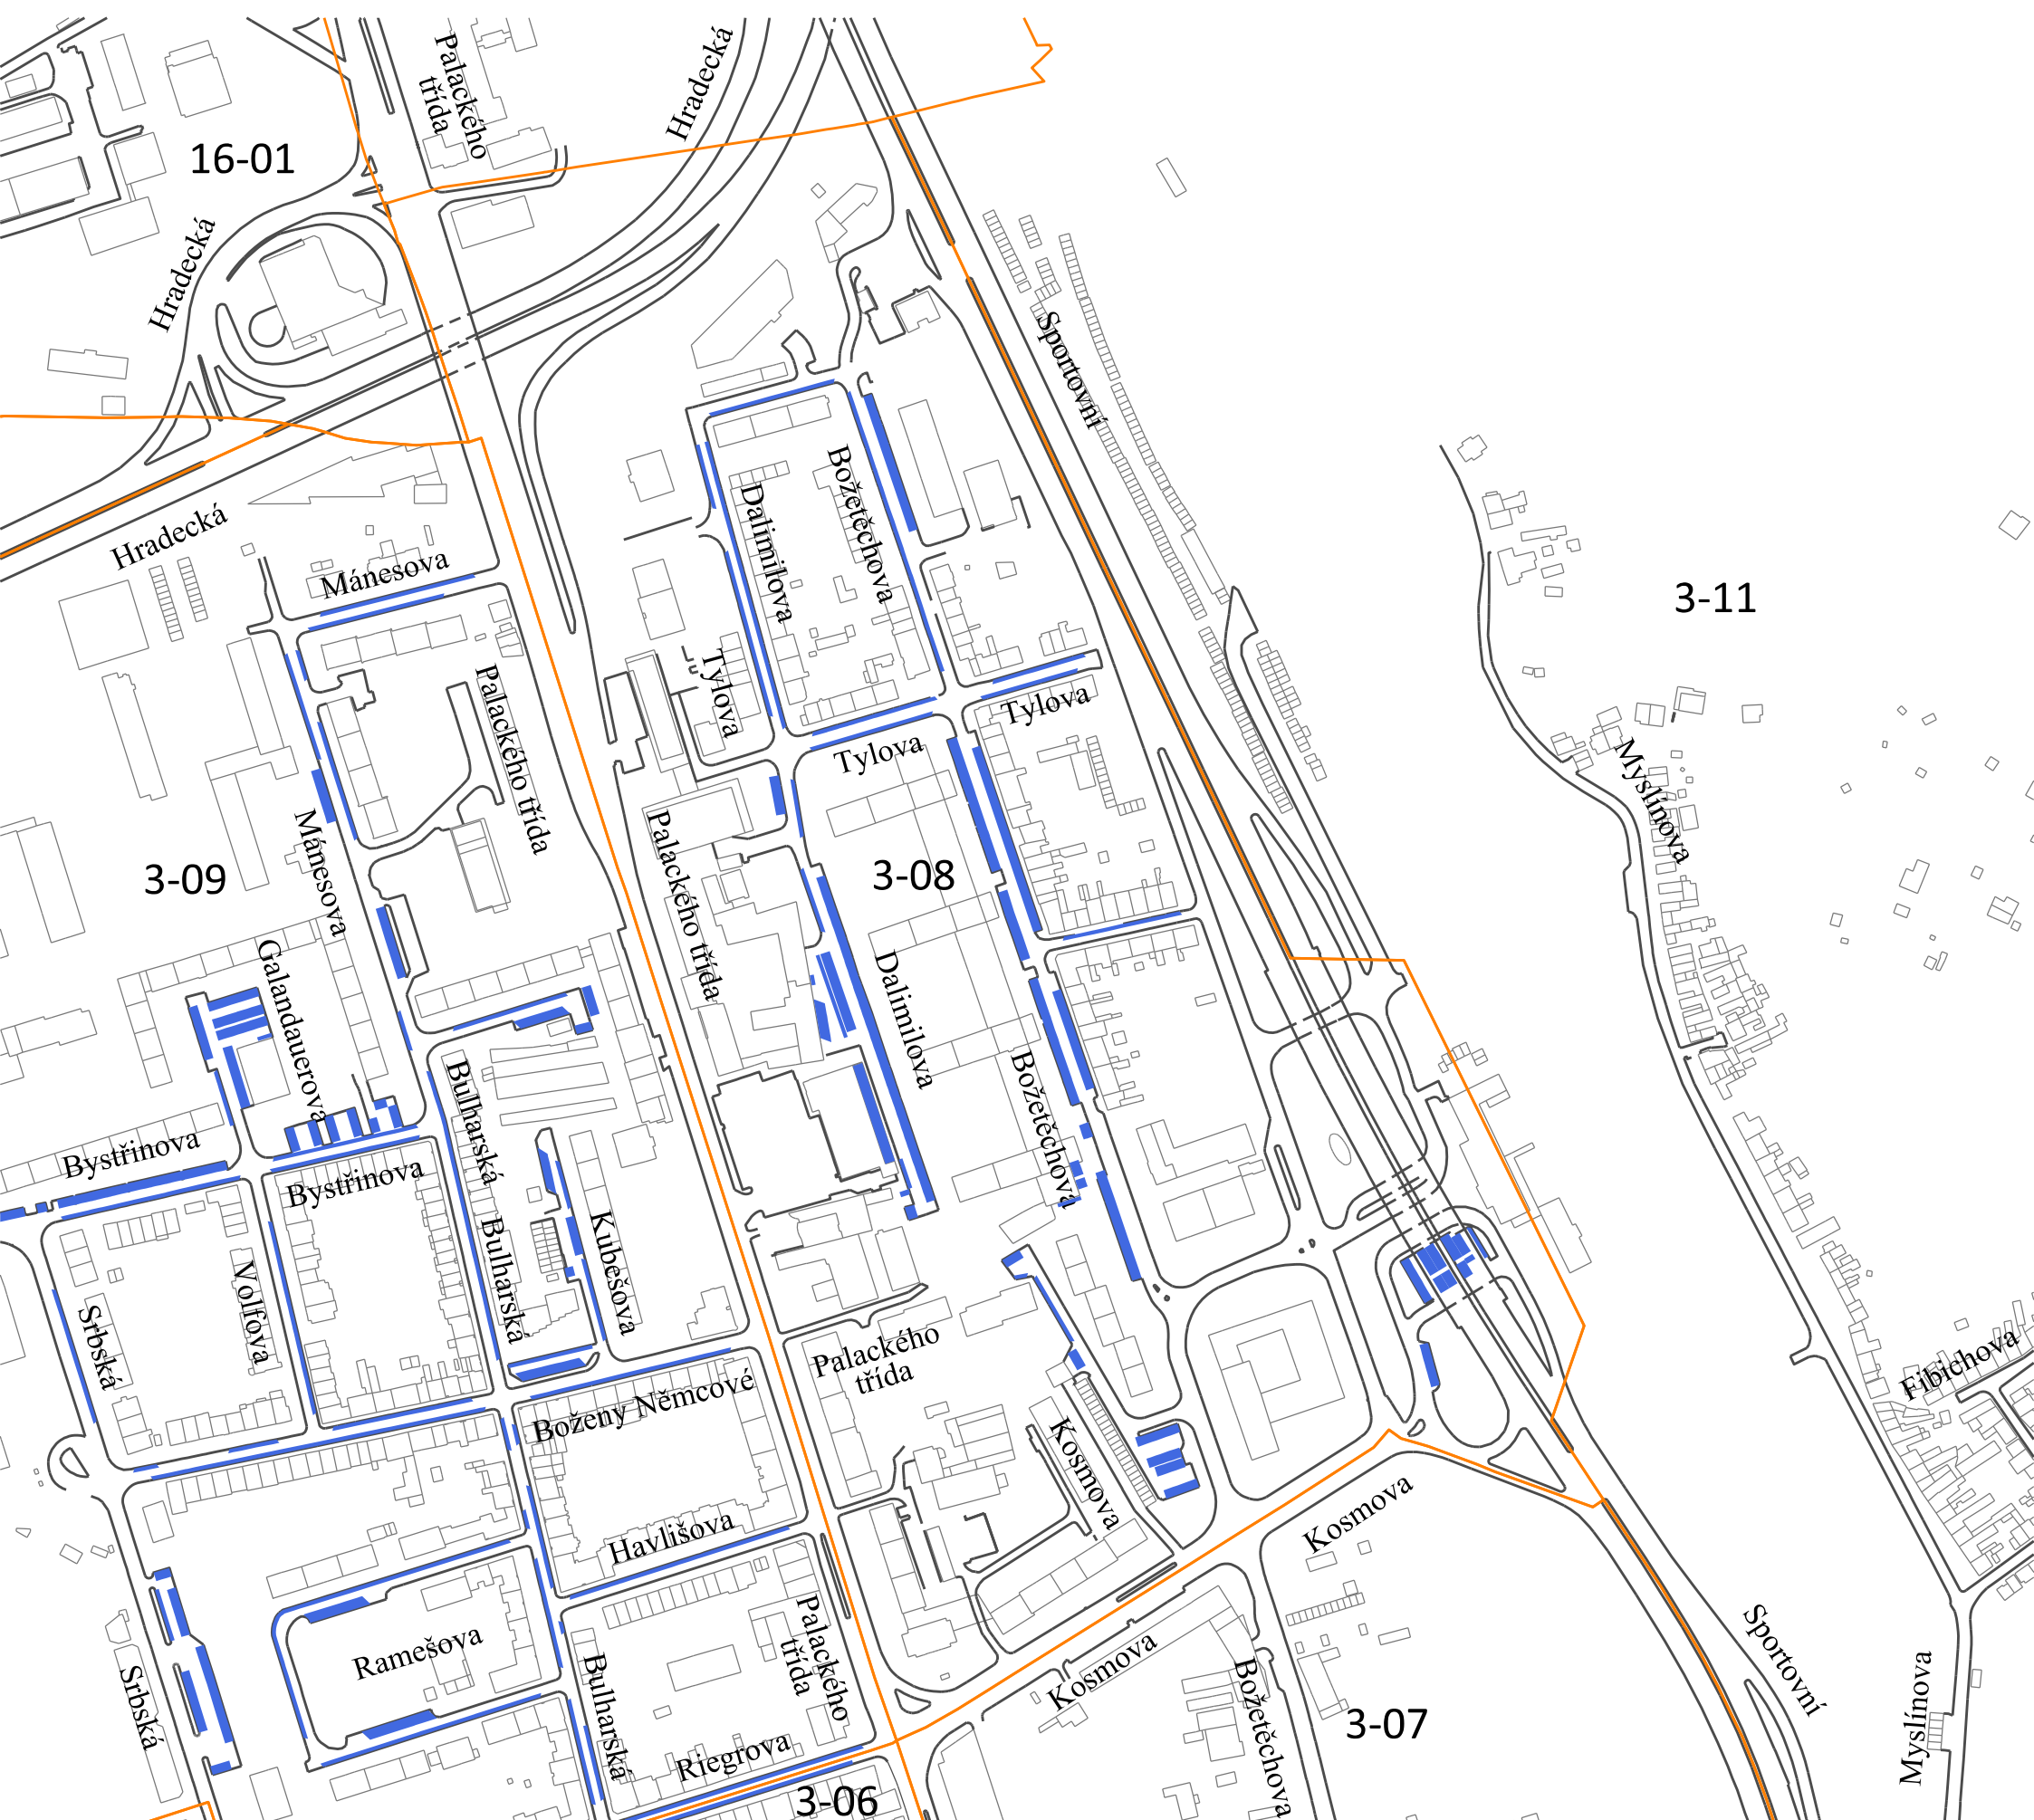 Palackého
třída
Hradecká
16-01
Hradecká
Sportovní
Hradecká
Mánesova
Dalimilova
Božetěchova
3-11
Tylova
Palackého třída
Tylova
Tylova
Myslínova
Mánesova
Palackého třída
3-09
3-08
Galandauerova
Dalimilova
Bulharská
Božetěchova
Bystřinova
Bystřinova
Bulharská
Kubešova
Volfova
Srbská
Palackého
třída
Fibichova
Boženy Němcové
Kosmova
Kosmova
Havlišova
Ramešova
Palackého
třída
Srbská
Bulharská
Kosmova
Božetěchova
Sportovní
Myslínova
3-07
Riegrova
3-06